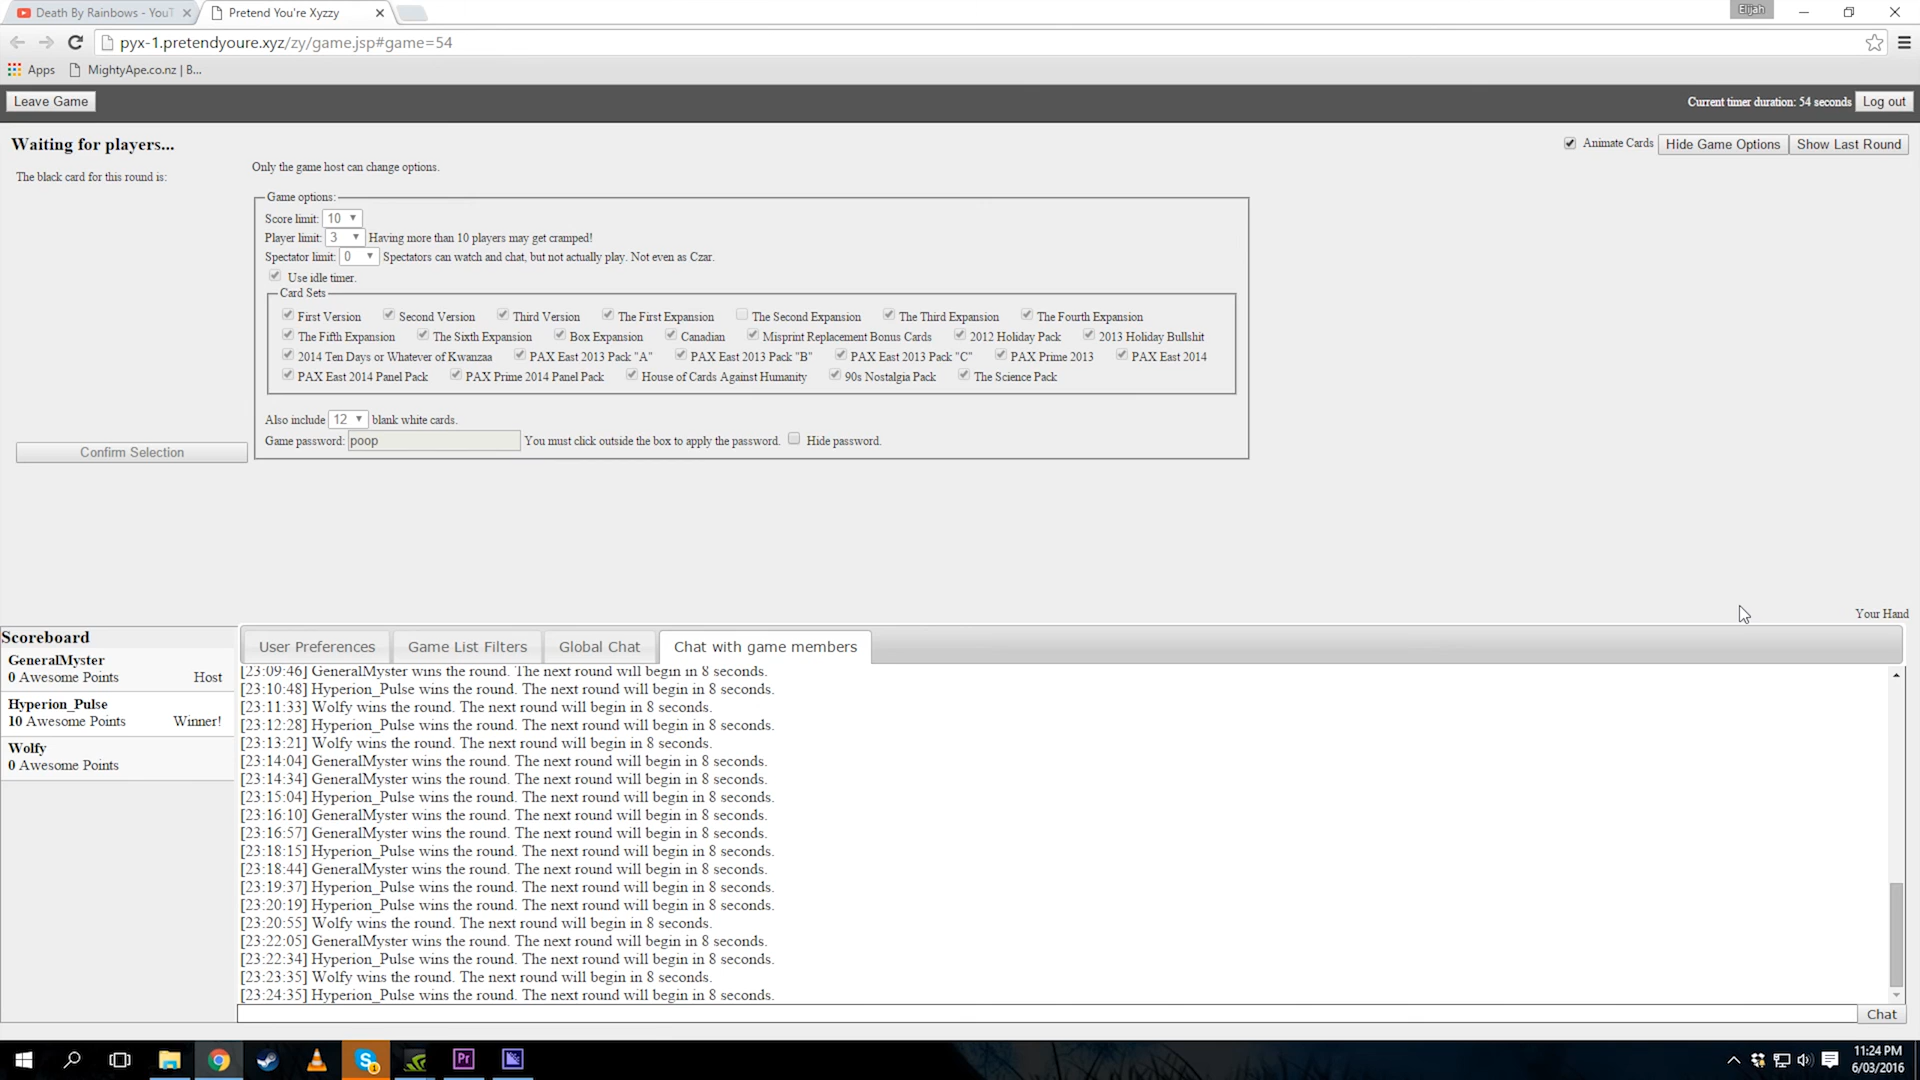 Death By Rainbows - YouT
Pretend You're Xyzzy
Elijah
pyx-1.pretendyoure.xyz/zy/game.jsp#game=54
Apps
MightyApe.co.nz | B...
Leave Game
Current timer duration: 54 seconds
Log out
Waiting for players...
Animate Cards
Hide Game Options
Show Last Round
The black card for this round is:
Only the game host can change options.
Game options:
Score limit: 10
Player limit: 3 Having more than 10 players may get cramped!
Spectator limit: 0 Spectators can watch and chat, but not actually play. Not even as Czar.
Use idle timer.
Card Sets
First Version Second Version Third Version The First Expansion The Second Expansion The Third Expansion The Fourth Expansion
The Fifth Expansion The Sixth Expansion Box Expansion Canadian Misprint Replacement Bonus Cards 2012 Holiday Pack 2013 Holiday Bullshit
2014 Ten Days or Whatever of Kwanzaa PAX East 2013 Pack "A" PAX East 2013 Pack "B" PAX East 2013 Pack "C" PAX Prime 2013 PAX East 2014
PAX East 2014 Panel Pack PAX Prime 2014 Panel Pack House of Cards Against Humanity 90s Nostalgia Pack The Science Pack
Also include 12 blank white cards.
Game password: poop You must click outside the box to apply the password. Hide password.
Confirm Selection
Your Hand
Scoreboard
GeneralMyster
0 Awesome Points Host
Hyperion_Pulse
10 Awesome Points Winner!
Wolfy
0 Awesome Points
User Preferences
Game List Filters
Global Chat
Chat with game members
[23:09:46] GeneralMyster wins the round. The next round will begin in 8 seconds.
[23:10:48] Hyperion_Pulse wins the round. The next round will begin in 8 seconds.
[23:11:33] Wolfy wins the round. The next round will begin in 8 seconds.
[23:12:28] Hyperion_Pulse wins the round. The next round will begin in 8 seconds.
[23:13:21] Wolfy wins the round. The next round will begin in 8 seconds.
[23:14:04] GeneralMyster wins the round. The next round will begin in 8 seconds.
[23:14:34] GeneralMyster wins the round. The next round will begin in 8 seconds.
[23:15:04] Hyperion_Pulse wins the round. The next round will begin in 8 seconds.
[23:16:10] GeneralMyster wins the round. The next round will begin in 8 seconds.
[23:16:57] GeneralMyster wins the round. The next round will begin in 8 seconds.
[23:18:15] Hyperion_Pulse wins the round. The next round will begin in 8 seconds.
[23:18:44] GeneralMyster wins the round. The next round will begin in 8 seconds.
[23:19:37] Hyperion_Pulse wins the round. The next round will begin in 8 seconds.
[23:20:19] Hyperion_Pulse wins the round. The next round will begin in 8 seconds.
[23:20:55] Wolfy wins the round. The next round will begin in 8 seconds.
[23:22:05] GeneralMyster wins the round. The next round will begin in 8 seconds.
[23:22:34] Hyperion_Pulse wins the round. The next round will begin in 8 seconds.
[23:23:35] Wolfy wins the round. The next round will begin in 8 seconds.
[23:24:35] Hyperion_Pulse wins the round. The next round will begin in 8 seconds.
Chat
Pr
11:24 PM
6/03/2016